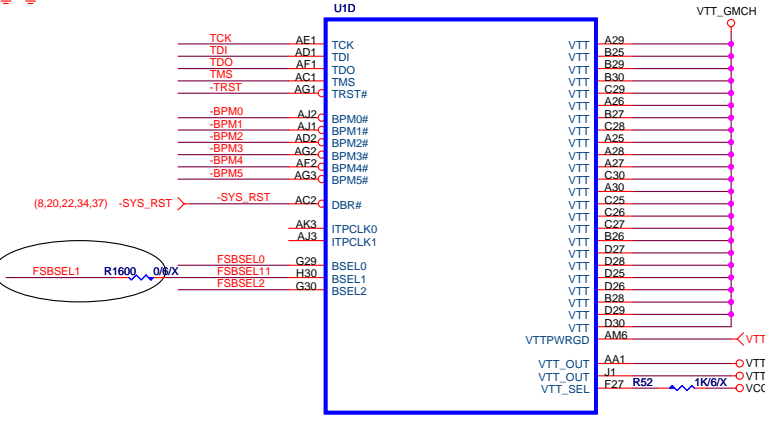 U1D
VTT_GMCH
TCK AE1 TCK VTT A29
TDI AD1 TDI VTT B25
TDO AF1 TDO VTT B29
TMS AC1 TMS VTT B30
-TRST AG1 TRST# VTT C29
VTT A26
-BPM0 AJ2 BPM0# VTT B27
-BPM1 AJ1 BPM1# VTT C28
-BPM2 AD2 BPM2# VTT A25
-BPM3 AG2 BPM3# VTT A28
-BPM4 AF2 BPM4# VTT A27
-BPM5 AG3 BPM5# VTT C30
VTT A30
(8,20,22,34,37) -SYS_RST -SYS_RST AC2 DBR# VTT C25
VTT C26
AK3 ITPCLK0 VTT C27
AJ3 ITPCLK1 VTT B26
VTT D27
FSBSEL0 G29 BSEL0 VTT D28
FSBSEL1 R1600 0/6/X FSBSEL11 H30 BSEL1 VTT D25
FSBSEL2 G30 BSEL2 VTT D26
VTT B28
VTT D29
VTT D30
VTTPWRGD AM6 VTT
VTT_OUT AA1 VTT
VTT_OUT J1 VTT
VTT_SEL F27 R52 1K/6/X VCC